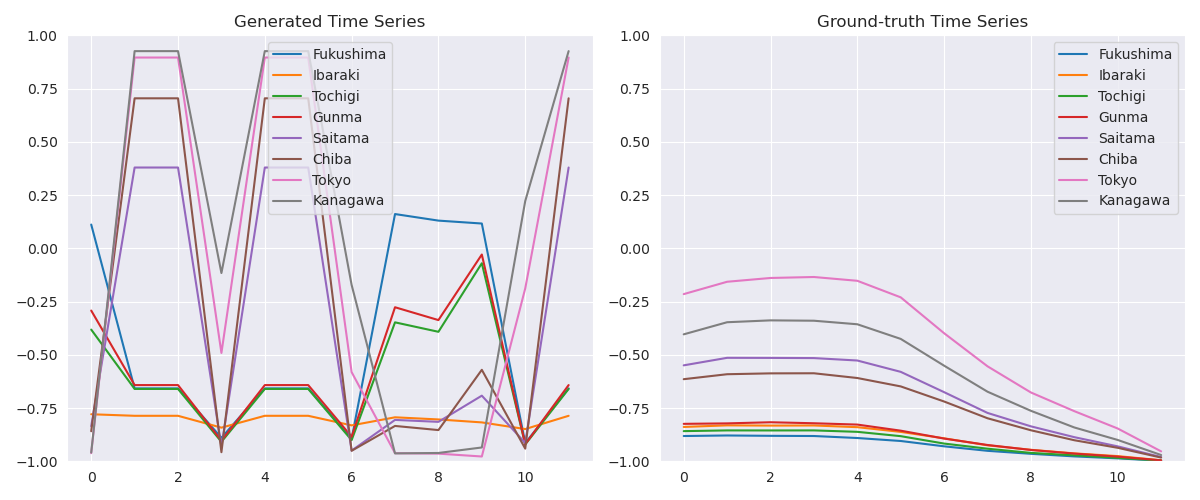 Generated Time Series
1.00
0.75
0.50
0.25
0.00
−0.25
−0.50
−0.75
−1.00
0 2 4 6 8 10
Fukushima
Ibaraki
Tochigi
Gunma
Saitama
Chiba
Tokyo
Kanagawa
Ground-truth Time Series
1.00
0.75
0.50
0.25
0.00
−0.25
−0.50
−0.75
−1.00
0 2 4 6 8 10
Fukushima
Ibaraki
Tochigi
Gunma
Saitama
Chiba
Tokyo
Kanagawa